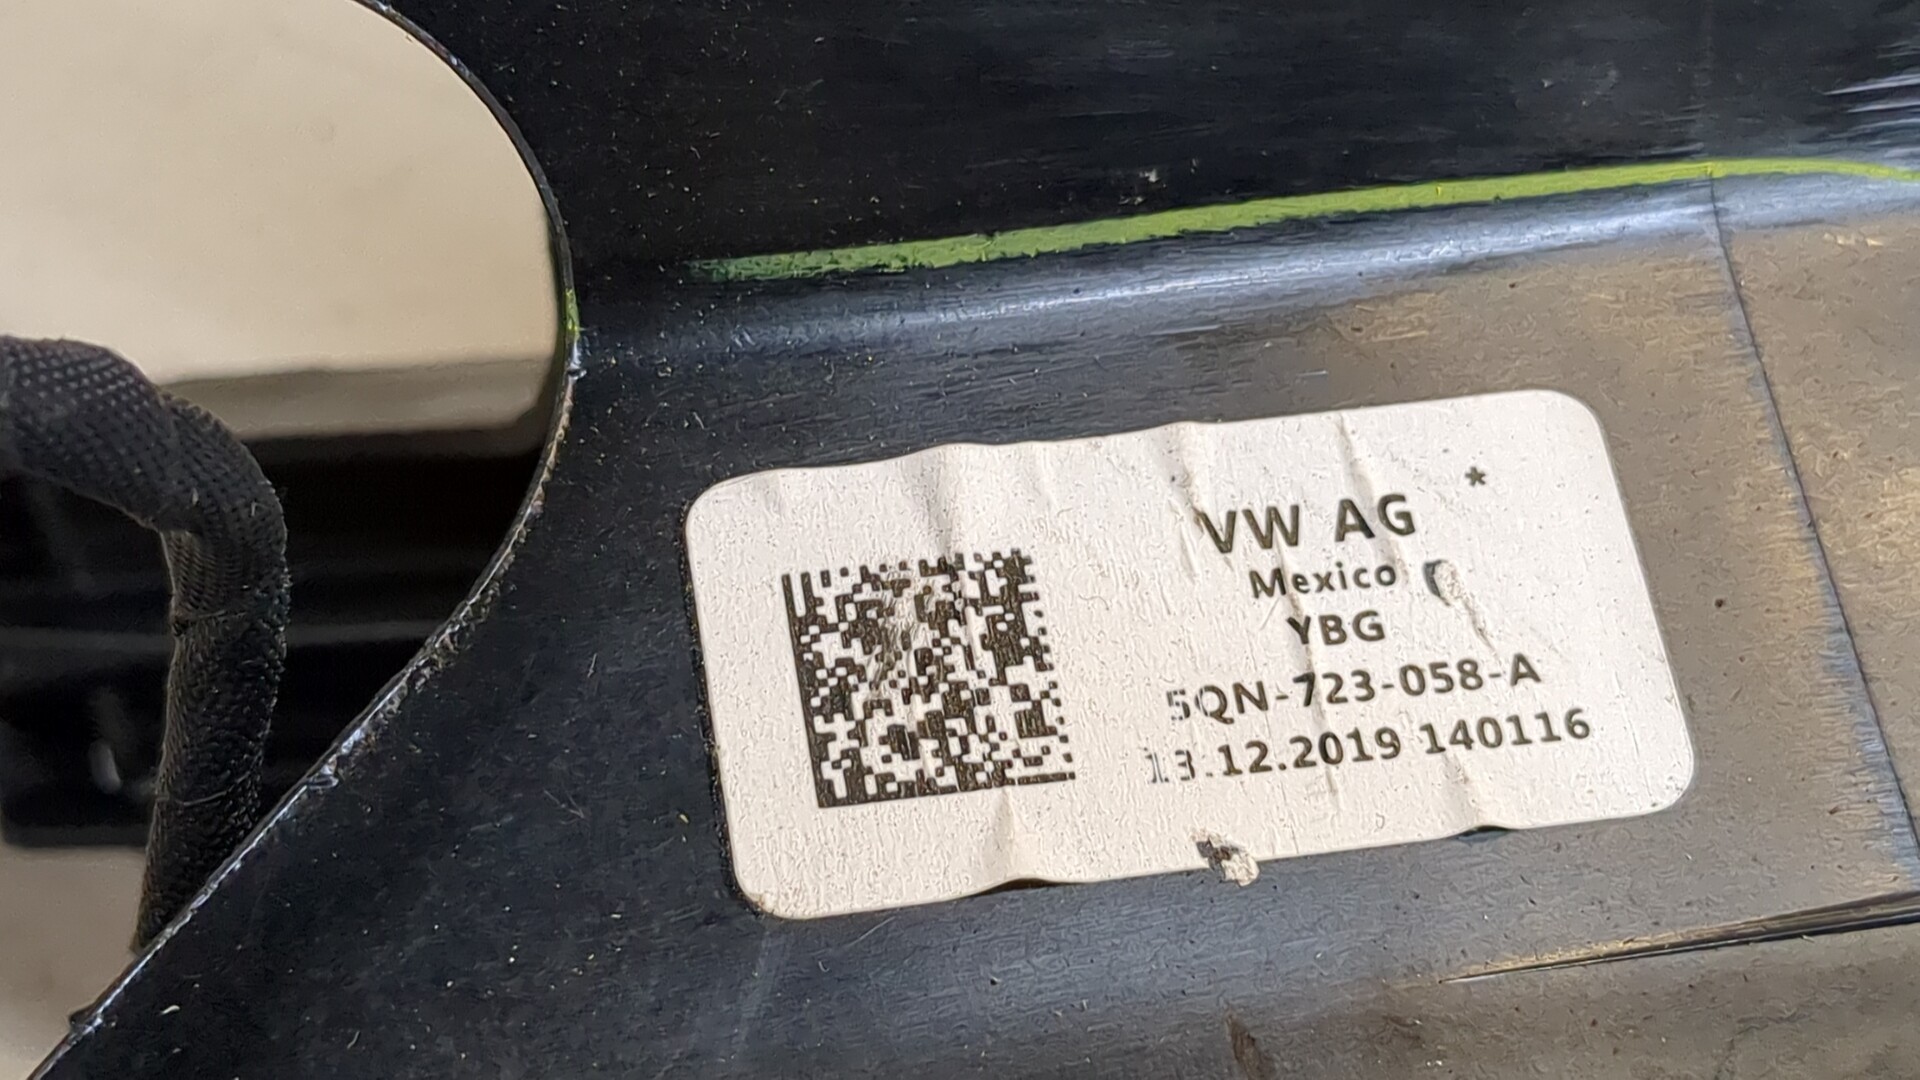 VW AG *
Mexico
YBG
5QN-723-058-A
13.12.2019 140116